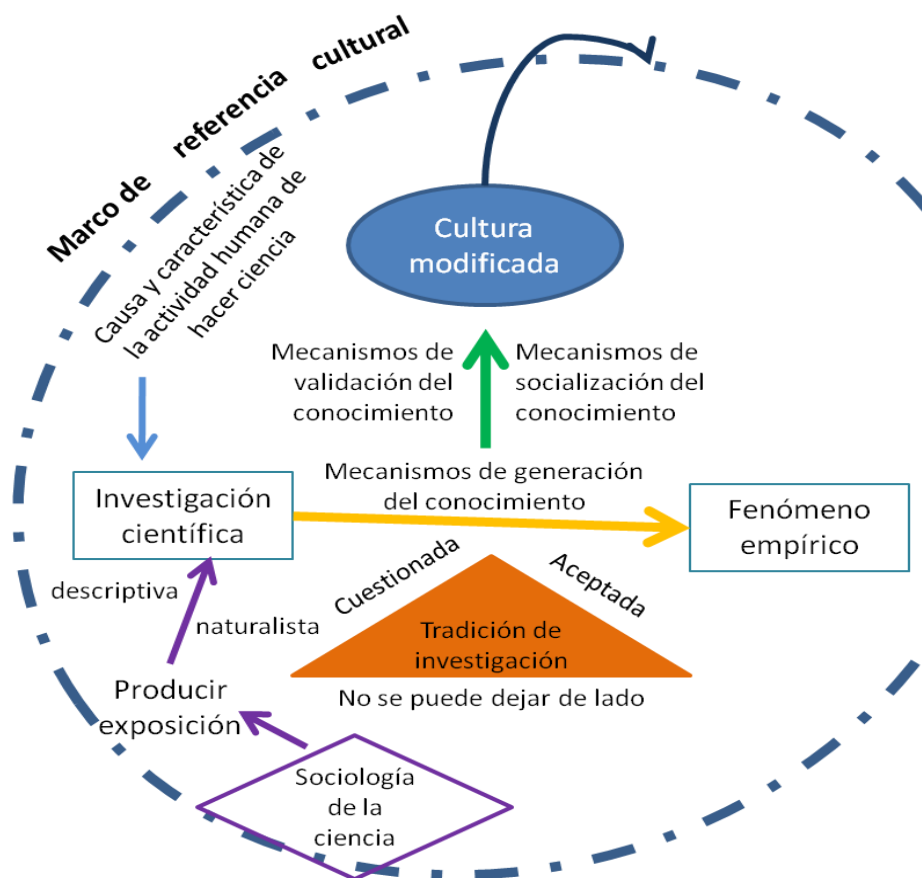 Marco de referencia cultural
Causa y característica de
la actividad humana de
hacer ciencia
Cultura
modificada
Mecanismos de
validación del
conocimiento
Mecanismos de
socialización del
conocimiento
Mecanismos de generación
del conocimiento
Investigación
científica
Fenómeno
empírico
descriptiva
naturalista
Cuestionada
Aceptada
Tradición de
investigación
No se puede dejar de lado
Producir
exposición
Sociología
de la
ciencia